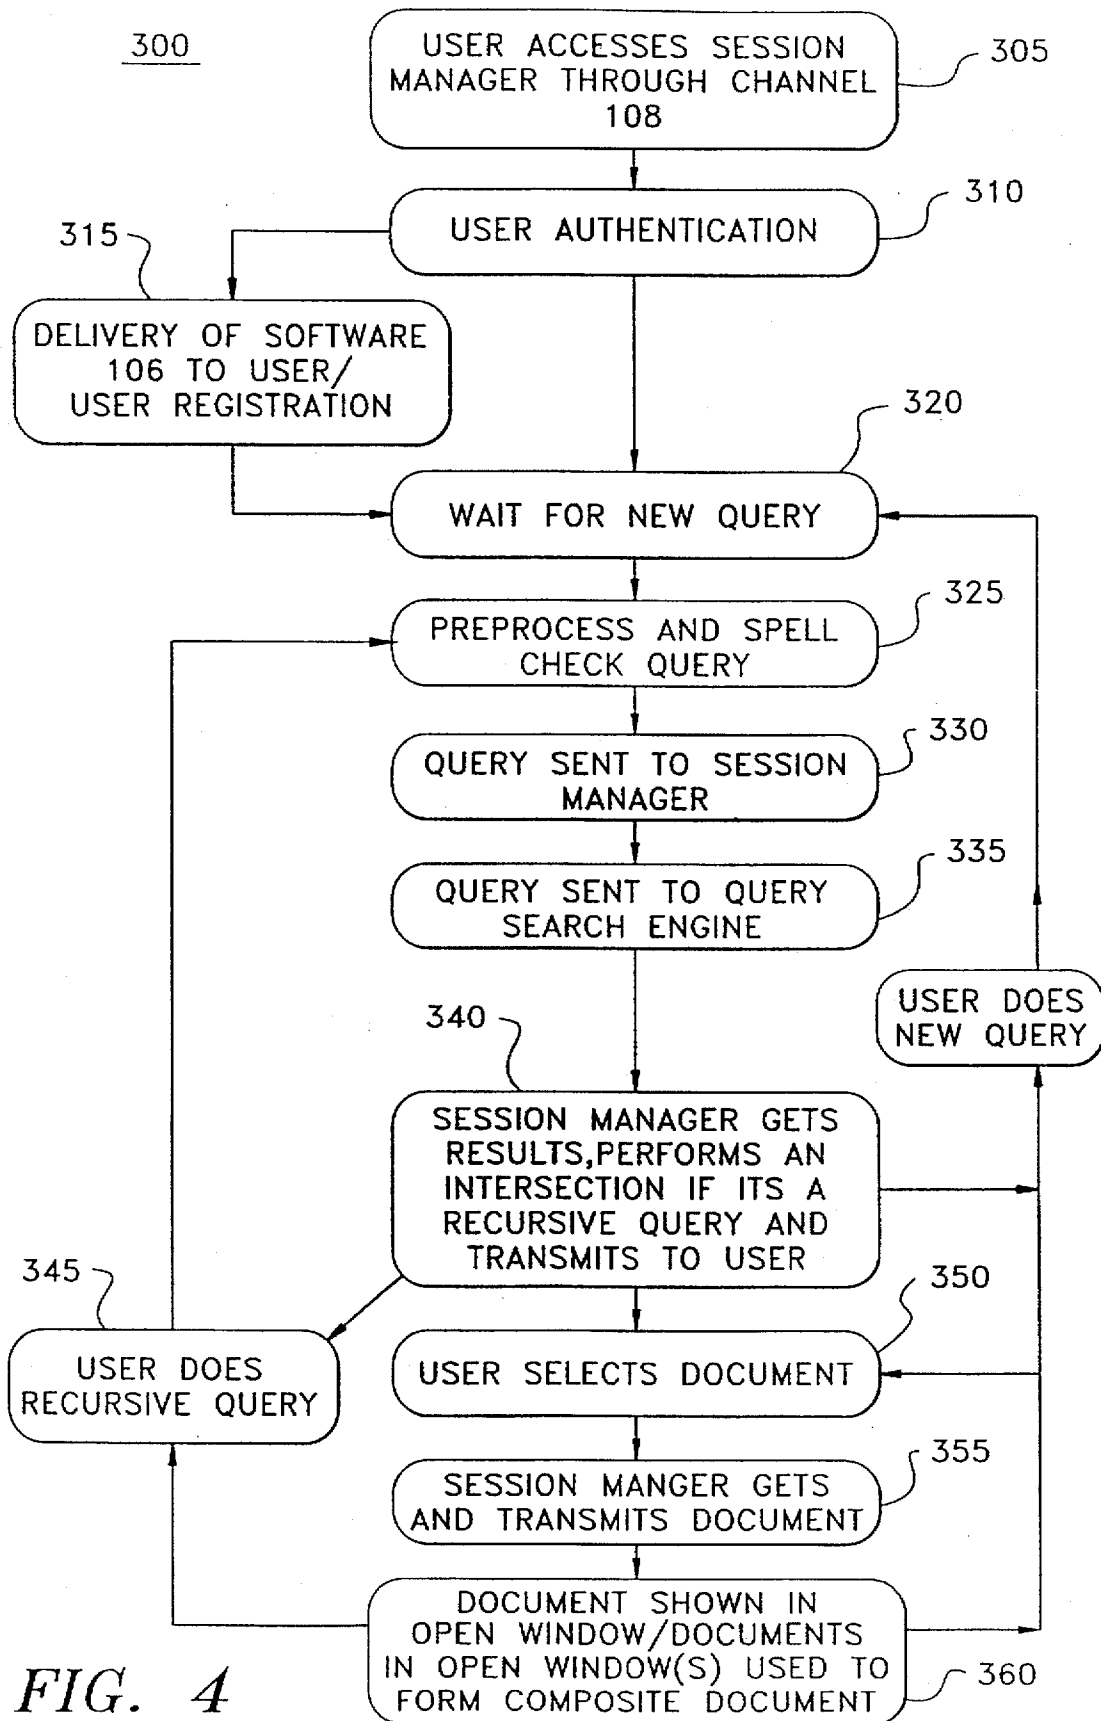 300
USER ACCESSES SESSION
MANAGER THROUGH CHANNEL
108
305
USER AUTHENTICATION
310
315
DELIVERY OF SOFTWARE
106 TO USER/
USER REGISTRATION
320
WAIT FOR NEW QUERY
325
PREPROCESS AND SPELL
CHECK QUERY
330
QUERY SENT TO SESSION
MANAGER
335
QUERY SENT TO QUERY
SEARCH ENGINE
USER DOES
NEW QUERY
340
SESSION MANAGER GETS
RESULTS,PERFORMS AN
INTERSECTION IF ITS A
RECURSIVE QUERY AND
TRANSMITS TO USER
345
USER DOES
RECURSIVE QUERY
350
USER SELECTS DOCUMENT
355
SESSION MANGER GETS
AND TRANSMITS DOCUMENT
DOCUMENT SHOWN IN
OPEN WINDOW/DOCUMENTS
IN OPEN WINDOW(S) USED TO
FORM COMPOSITE DOCUMENT
360
FIG. 4